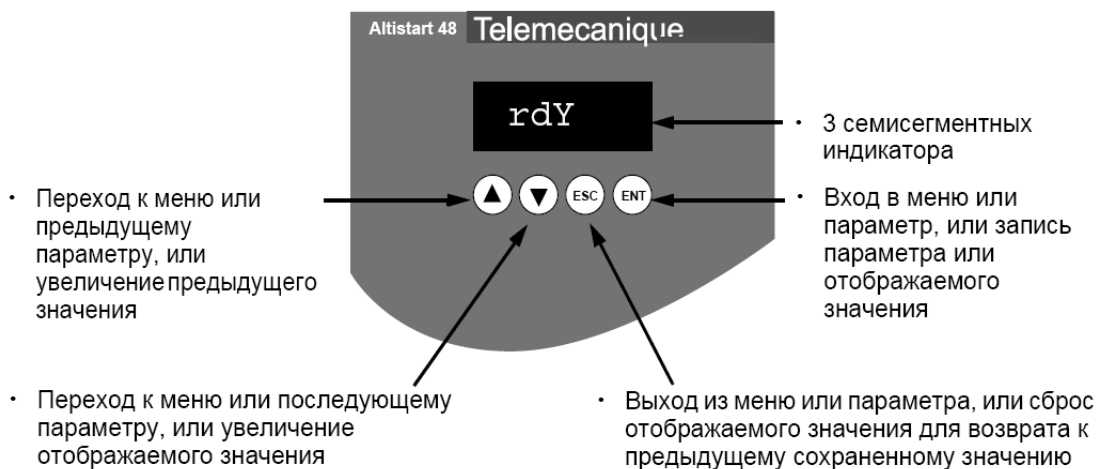 Altistart 48 Telemecanique
rdY
▲ ▼ ESC ENT
· 3 семисегментных
индикатора
· Переход к меню или
предыдущему
параметру, или
увеличение предыдущего
значения
· Вход в меню или
параметр, или запись
параметра или
отображаемого
значения
· Переход к меню или последующему
параметру, или увеличение
отображаемого значения
· Выход из меню или параметра, или сброс
отображаемого значения для возврата к
предыдущему сохраненному значению